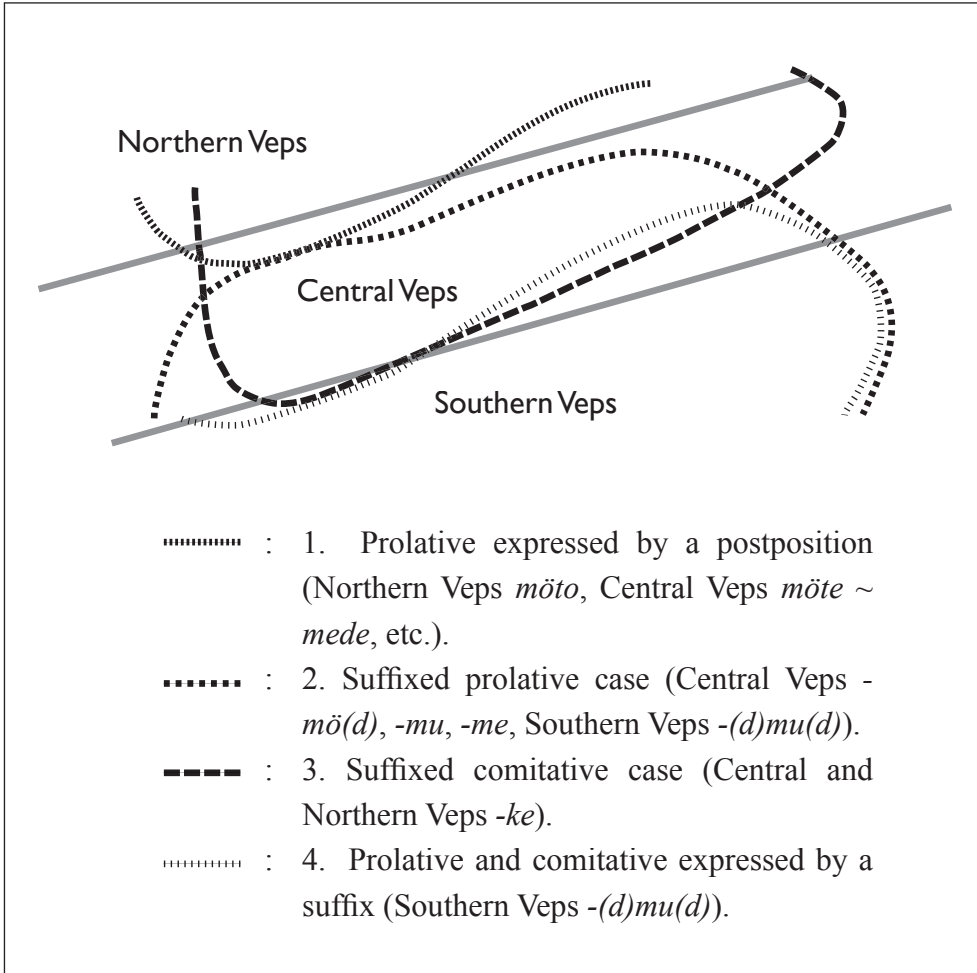 Northern Veps
Central Veps
Southern Veps
: 1. Prolative expressed by a postposition
(Northern Veps möto, Central Veps möte ~
mede, etc.).
: 2. Suffixed prolative case (Central Veps -
mö(d), -mu, -me, Southern Veps -(d)mu(d)).
: 3. Suffixed comitative case (Central and
Northern Veps -ke).
: 4. Prolative and comitative expressed by a
suffix (Southern Veps -(d)mu(d)).